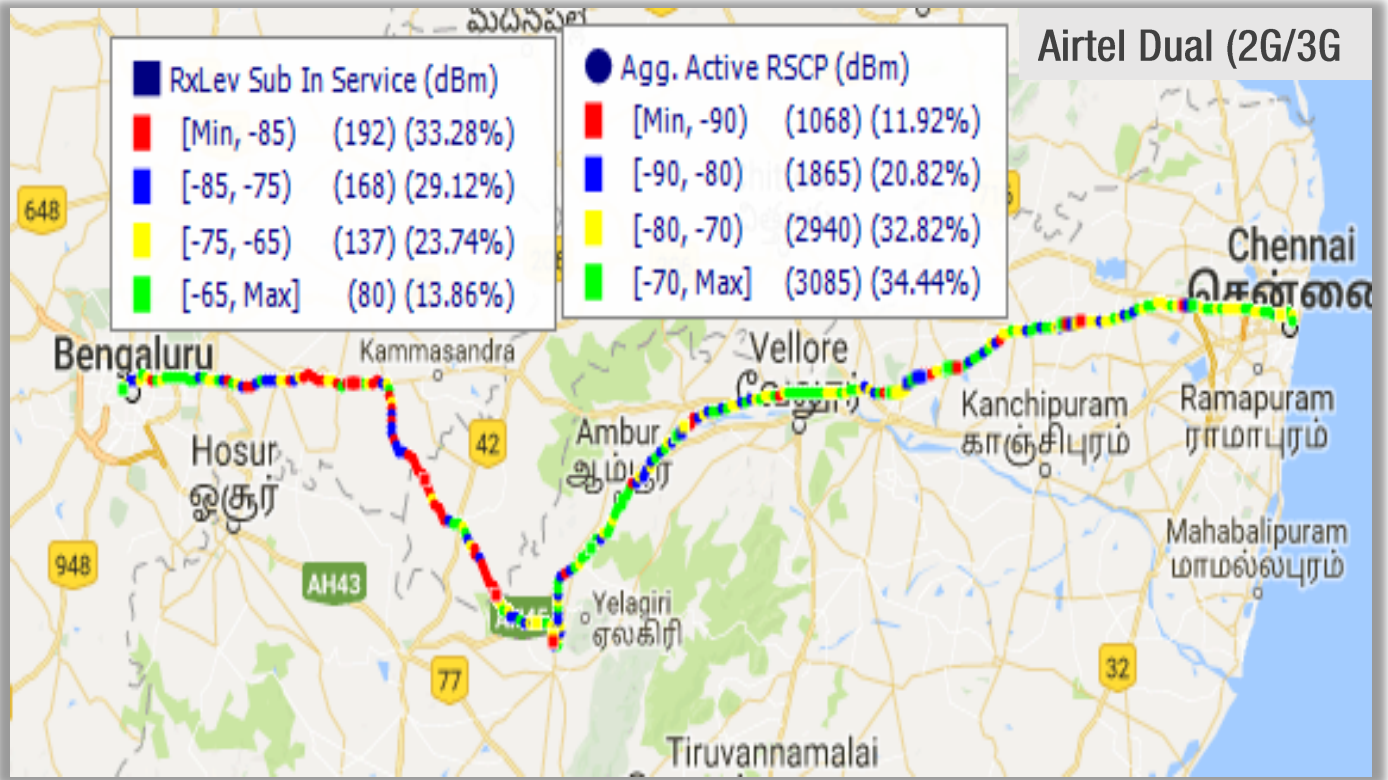 ಮದನಪಲ್ಲೆ
Airtel Dual (2G/3G
RxLev Sub In Service (dBm)
[Min, -85) (192) (33.28%)
[-85, -75) (168) (29.12%)
[-75, -65) (137) (23.74%)
[-65, Max] (80) (13.86%)
Agg. Active RSCP (dBm)
[Min, -90) (1068) (11.92%)
[-90, -80) (1865) (20.82%)
[-80, -70) (2940) (32.82%)
[-70, Max] (3085) (34.44%)
648
Chennai
சென்னை
Bengaluru
Kammasandra
Vellore
வேலூர்
Kanchipuram
காஞ்சிபுரம்
Ramapuram
ராமாபுரம்
Hosur
ஓசூர்
42
Ambur
ஆம்பூர்
948
AH43
Mahabalipuram
மாமல்லபுரம்
Yelagiri
ஏலகிரி
77
32
Tiruvannamalai